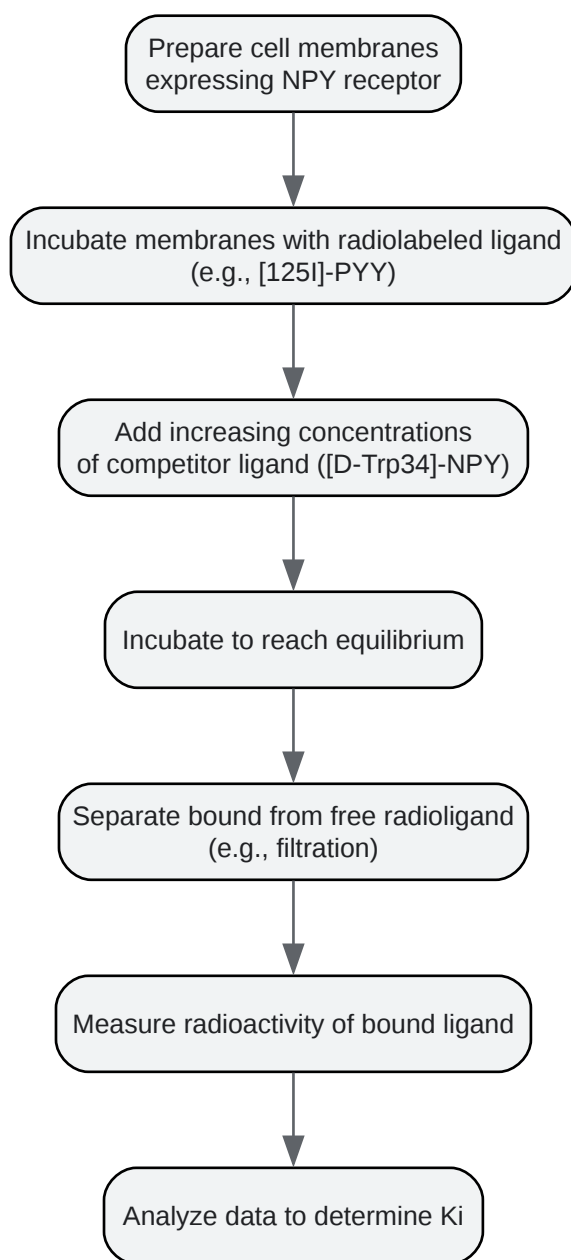 Prepare cell membranes
expressing NPY receptor
Incubate membranes with radiolabeled ligand
(e.g., [125I]-PYY)
Add increasing concentrations
of competitor ligand ([D-Trp34]-NPY)
Incubate to reach equilibrium
Separate bound from free radioligand
(e.g., filtration)
Measure radioactivity of bound ligand
Analyze data to determine Ki